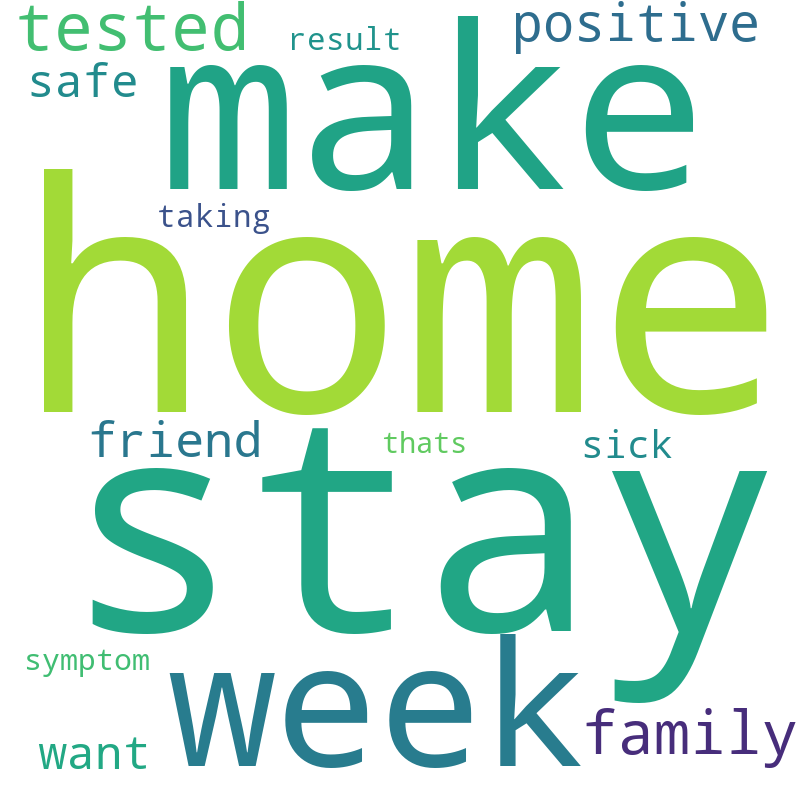 tested result positive
safe make
taking
home
friend thats sick
stay
symptom
week
want family